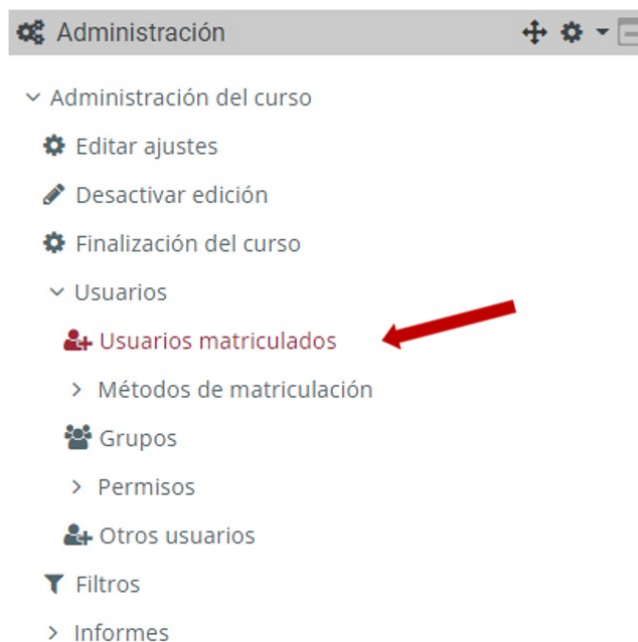 Administración
Administración del curso
Editar ajustes
Desactivar edición
Finalización del curso
Usuarios
Usuarios matriculados
Métodos de matriculación
Grupos
Permisos
Otros usuarios
Filtros
Informes